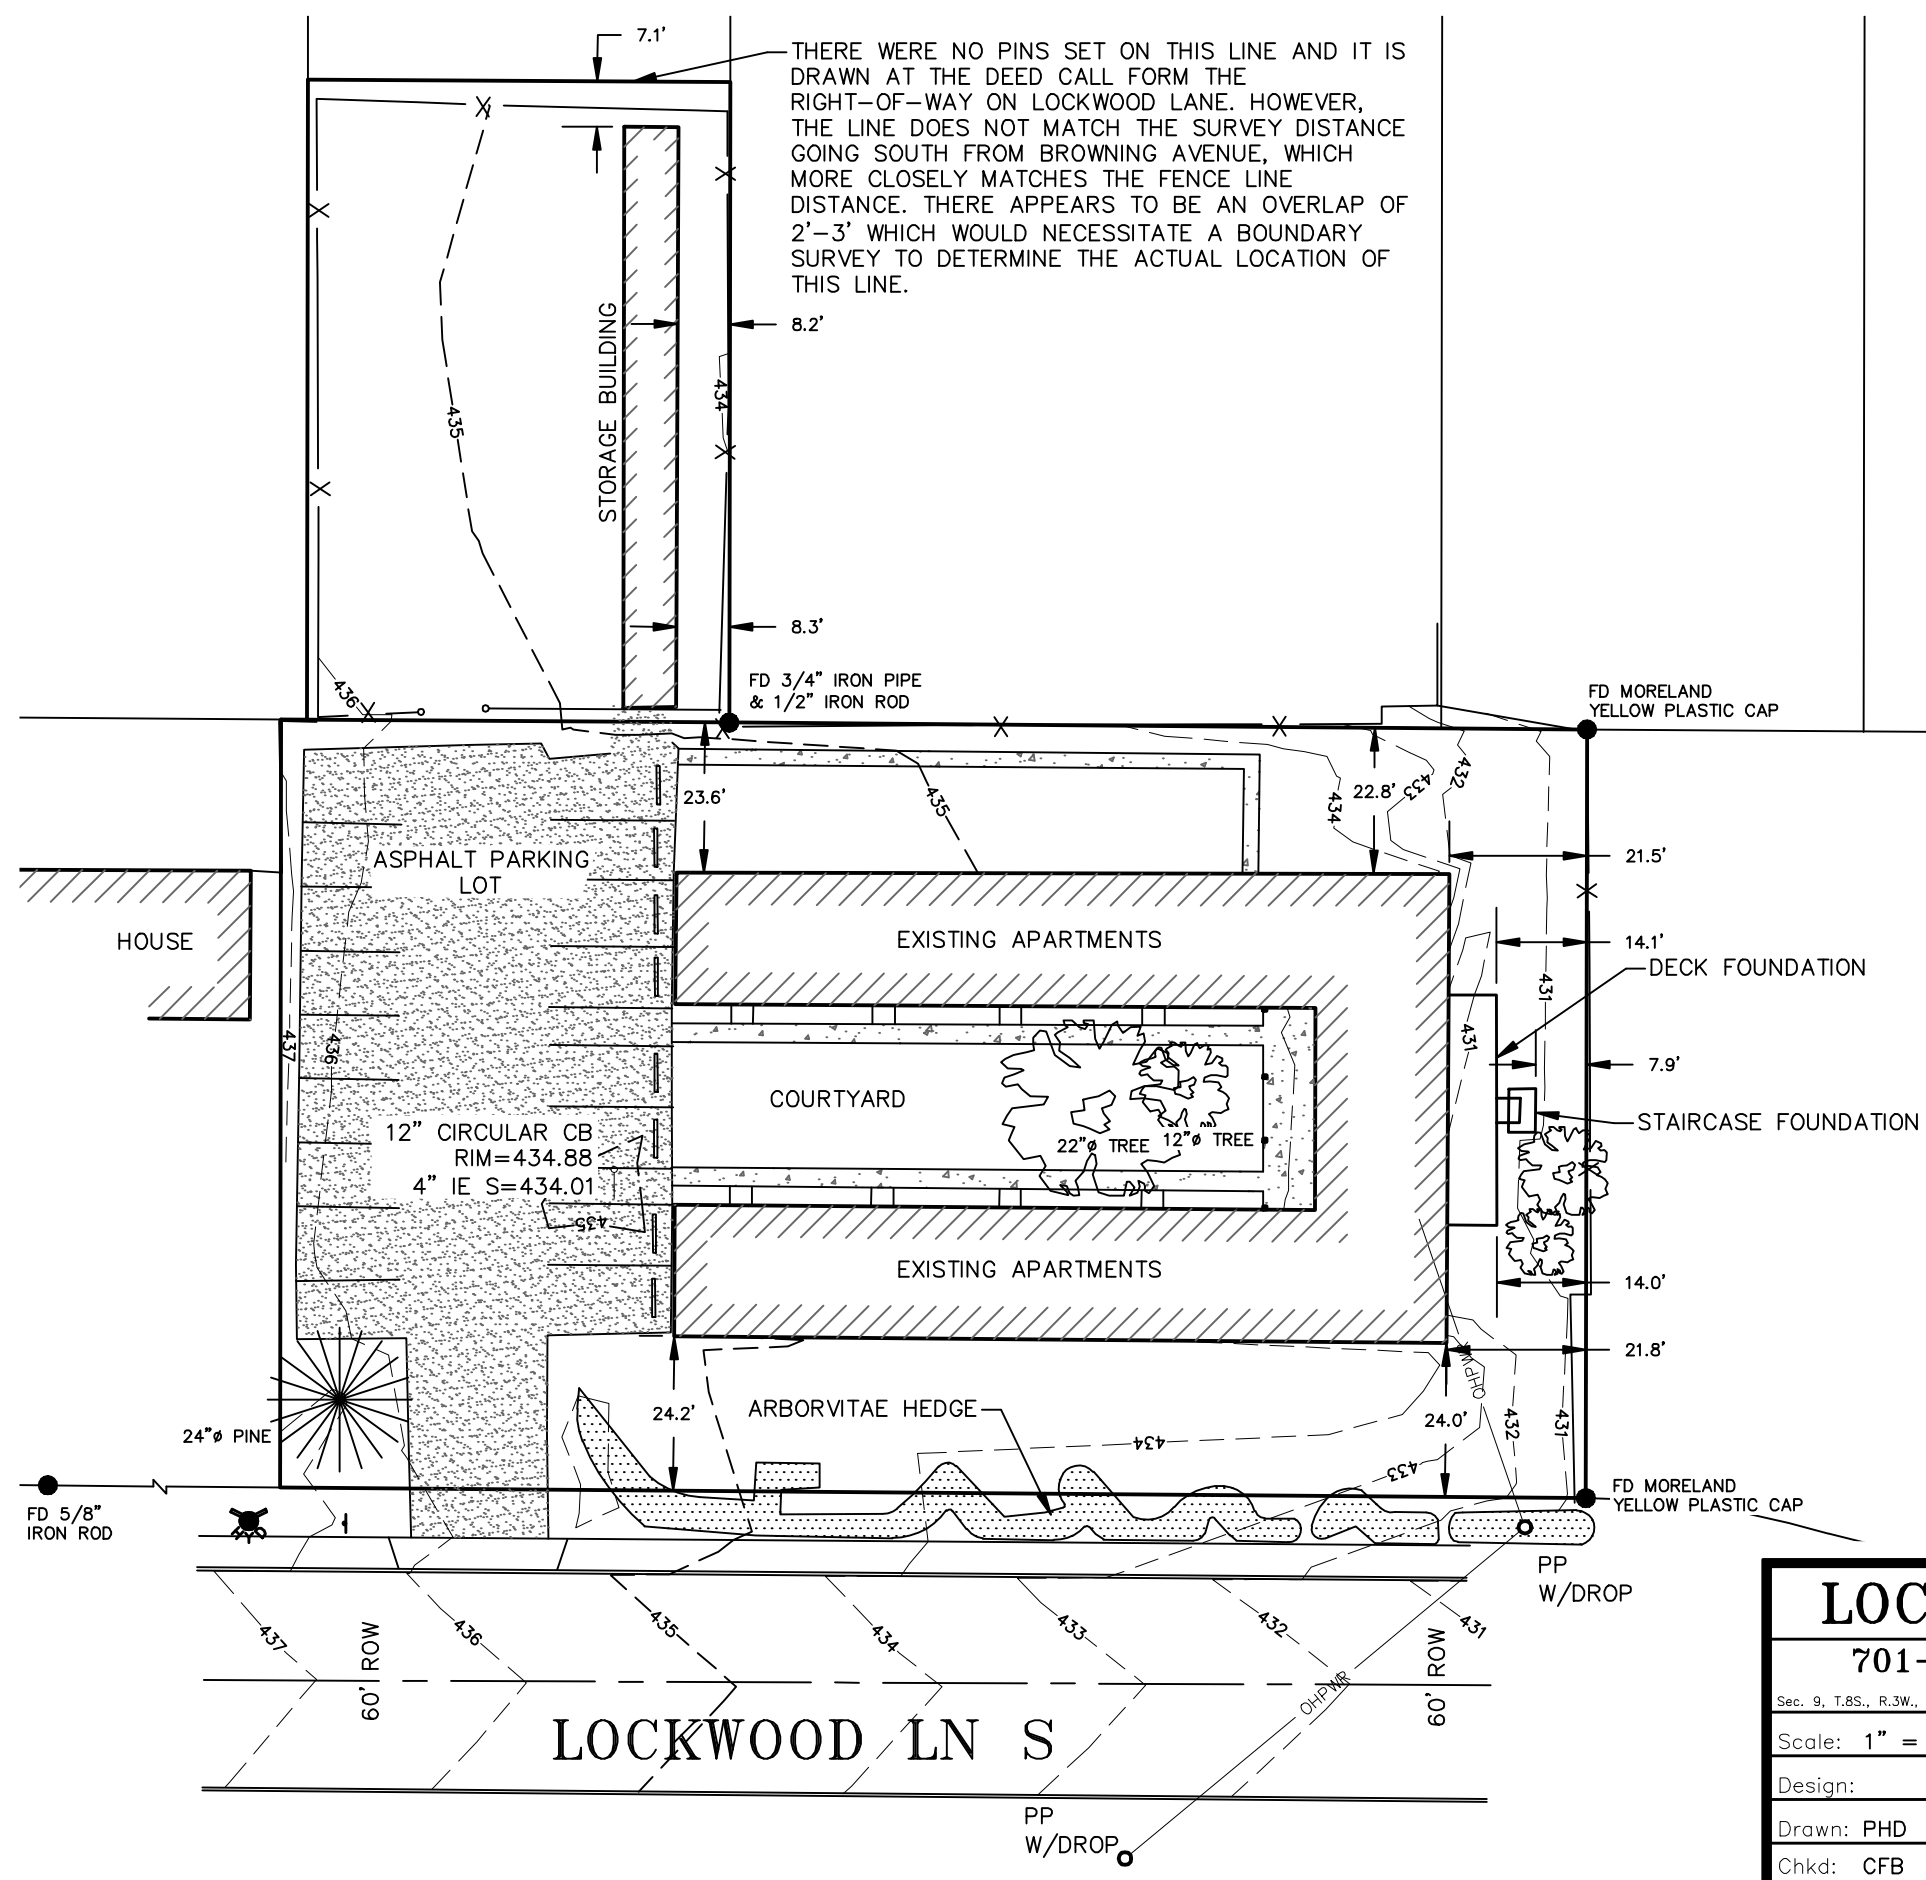 7.1'
THERE WERE NO PINS SET ON THIS LINE AND IT IS
DRAWN AT THE DEED CALL FORM THE
RIGHT-OF-WAY ON LOCKWOOD LANE. HOWEVER,
THE LINE DOES NOT MATCH THE SURVEY DISTANCE
GOING SOUTH FROM BROWNING AVENUE, WHICH
MORE CLOSELY MATCHES THE FENCE LINE
DISTANCE. THERE APPEARS TO BE AN OVERLAP OF
2'-3' WHICH WOULD NECESSITATE A BOUNDARY
SURVEY TO DETERMINE THE ACTUAL LOCATION OF
THIS LINE.
8.2'
STORAGE BUILDING
434
435
8.3'
436
FD 3/4" IRON PIPE
& 1/2" IRON ROD
FD MORELAND
YELLOW PLASTIC CAP
23.6'
435
434
22.8'
433
432
21.5'
ASPHALT PARKING
LOT
HOUSE
EXISTING APARTMENTS
14.1'
DECK FOUNDATION
431
431
437
436
7.9'
COURTYARD
STAIRCASE FOUNDATION
12" CIRCULAR CB
RIM=434.88
4" IE S=434.01
22"ø TREE
12"ø TREE
435
EXISTING APARTMENTS
14.0'
21.8'
OHPWR
24.2'
ARBORVITAE HEDGE
24.0'
432
431
24"ø PINE
434
433
FD 5/8"
IRON ROD
FD MORELAND
YELLOW PLASTIC CAP
PP
W/DROP
437
60' ROW
436
435
434
433
432
431
60' ROW
OHPWR
LOCKWOOD LN S
PP
W/DROP
LOC
701-
Sec. 9, T.8S., R.3W.,
Scale: 1" =
Design:
Drawn: PHD
Chkd: CFB